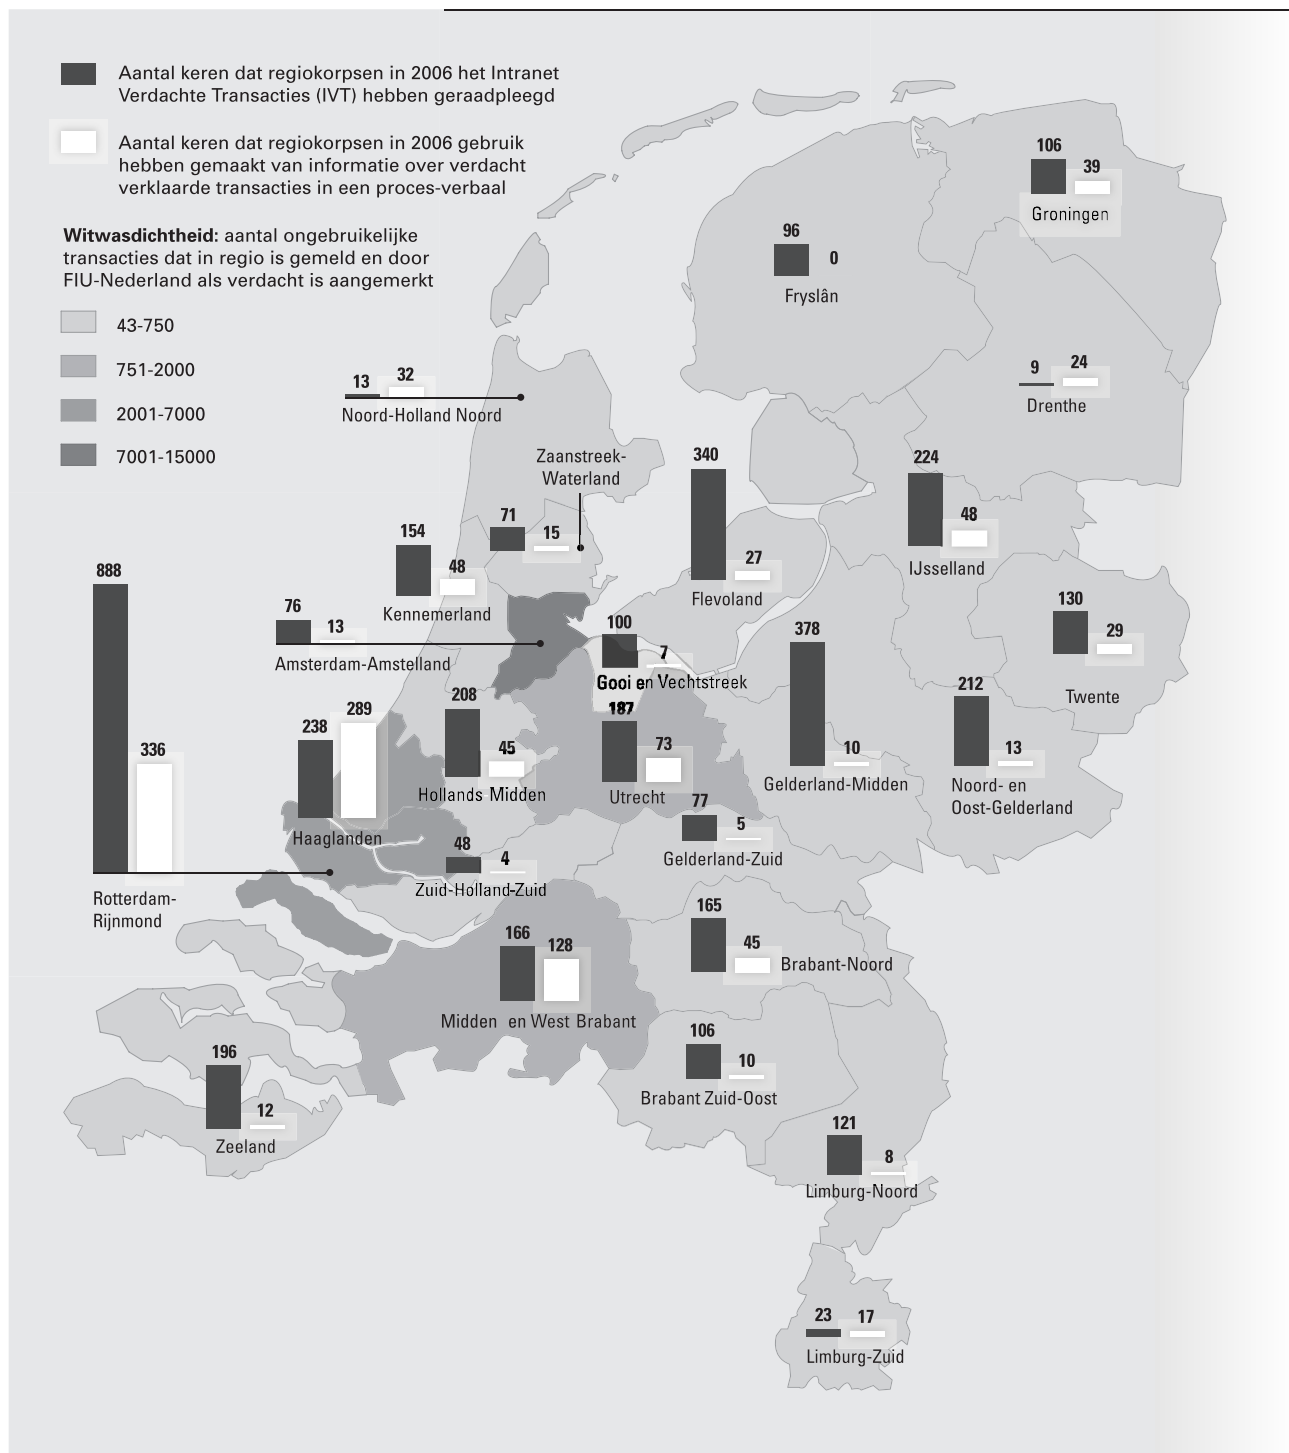 Aantal keren dat regiokorpsen in 2006 het Intranet
Verdachte Transacties (IVT) hebben geraadpleegd
Aantal keren dat regiokorpsen in 2006 gebruik
hebben gemaakt van informatie over verdacht
verklaarde transacties in een proces-verbaal
Witwasdichtheid: aantal ongebruikelijke
transacties dat in regio is gemeld en door
FIU-Nederland als verdacht is aangemerkt
43-750
751-2000
2001-7000
7001-15000
106
39
Groningen
96
0
Fryslân
9
24
Drenthe
13
32
Noord-Holland Noord
Zaanstreek-
Waterland
71
15
340
27
Flevoland
224
48
IJsselland
154
48
Kennemerland
888
336
Rotterdam-
Rijnmond
76
13
Amsterdam-Amstelland
100
7
Gooi en Vechtstreek
378
10
Gelderland-Midden
130
29
Twente
212
13
Noord- en
Oost-Gelderland
238
289
Haaglanden
208
45
Hollands Midden
187
73
Utrecht
77
5
Gelderland-Zuid
48
4
Zuid-Holland-Zuid
166
128
Midden en West Brabant
165
45
Brabant-Noord
106
10
Brabant Zuid-Oost
196
12
Zeeland
121
8
Limburg-Noord
23
17
Limburg-Zuid